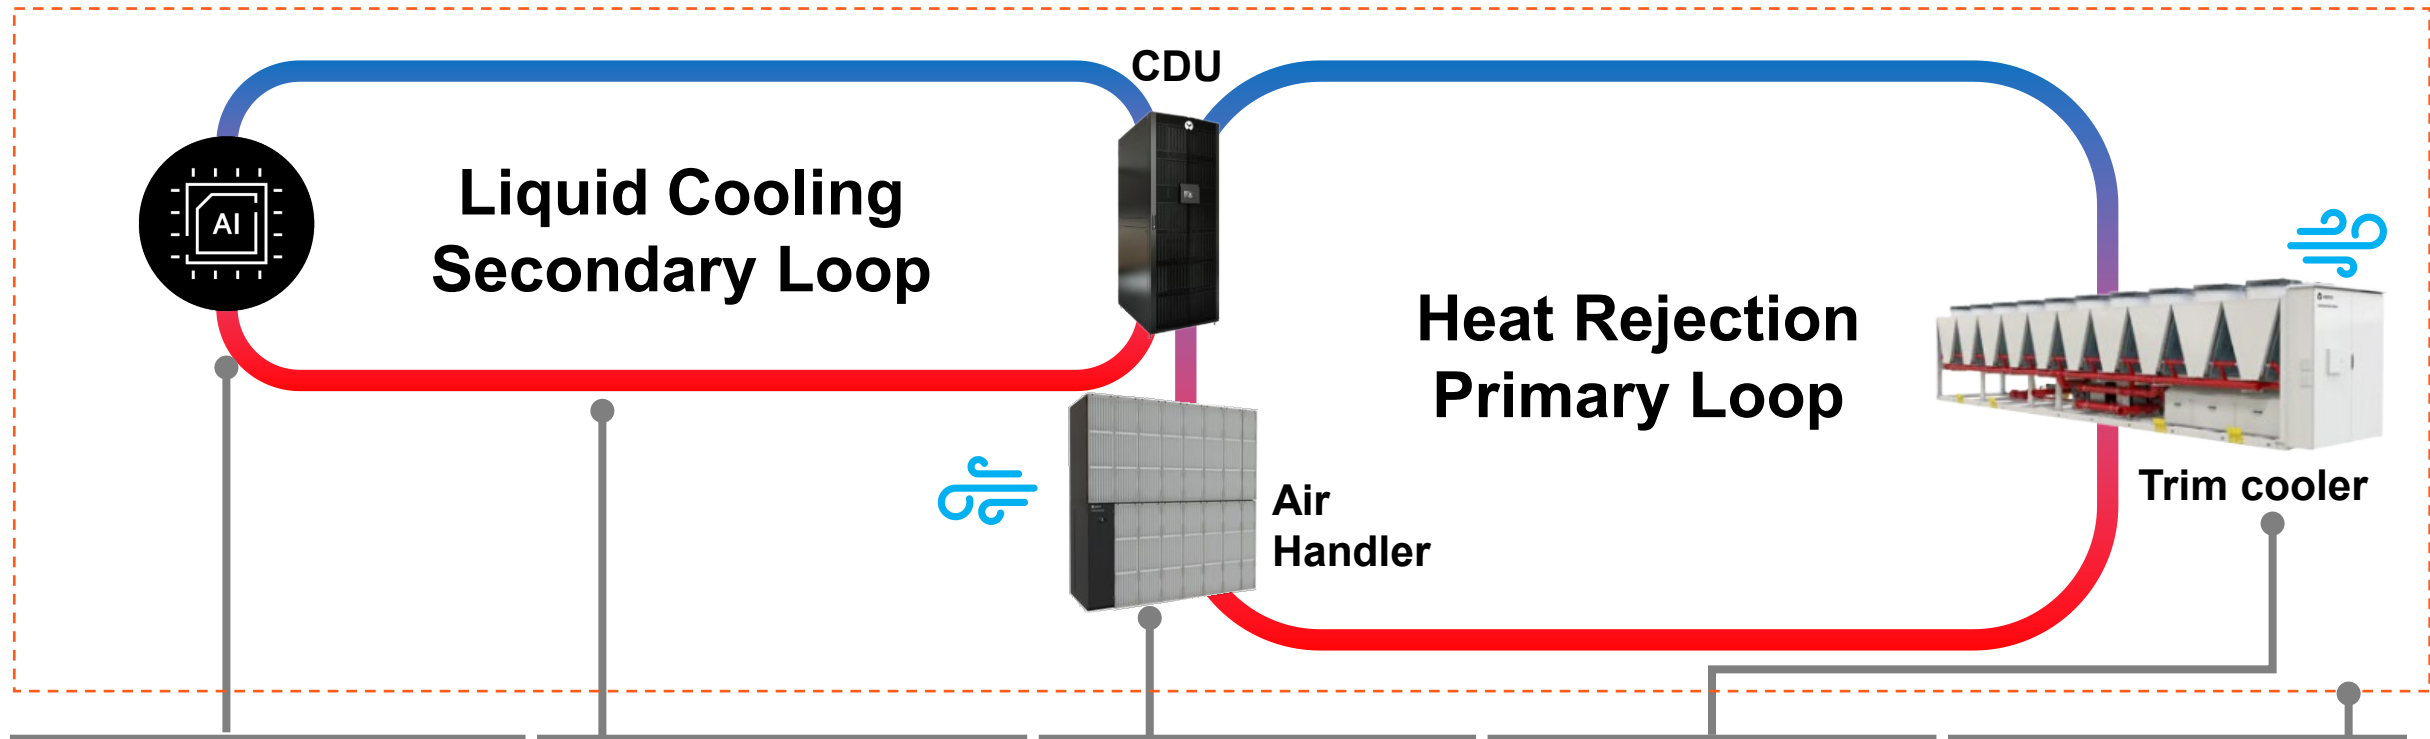 CDU
AI
Liquid Cooling
Secondary Loop
Heat Rejection
Primary Loop
Air
Handler
Trim cooler